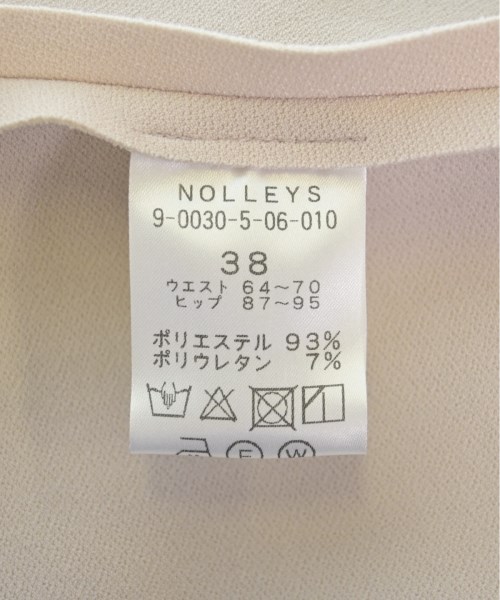 NOLLEYS
9-0030-5-06-010
38
ウエスト 64～70
ヒップ 87～95
ポリエステル 93%
ポリウレタン 7%
F W